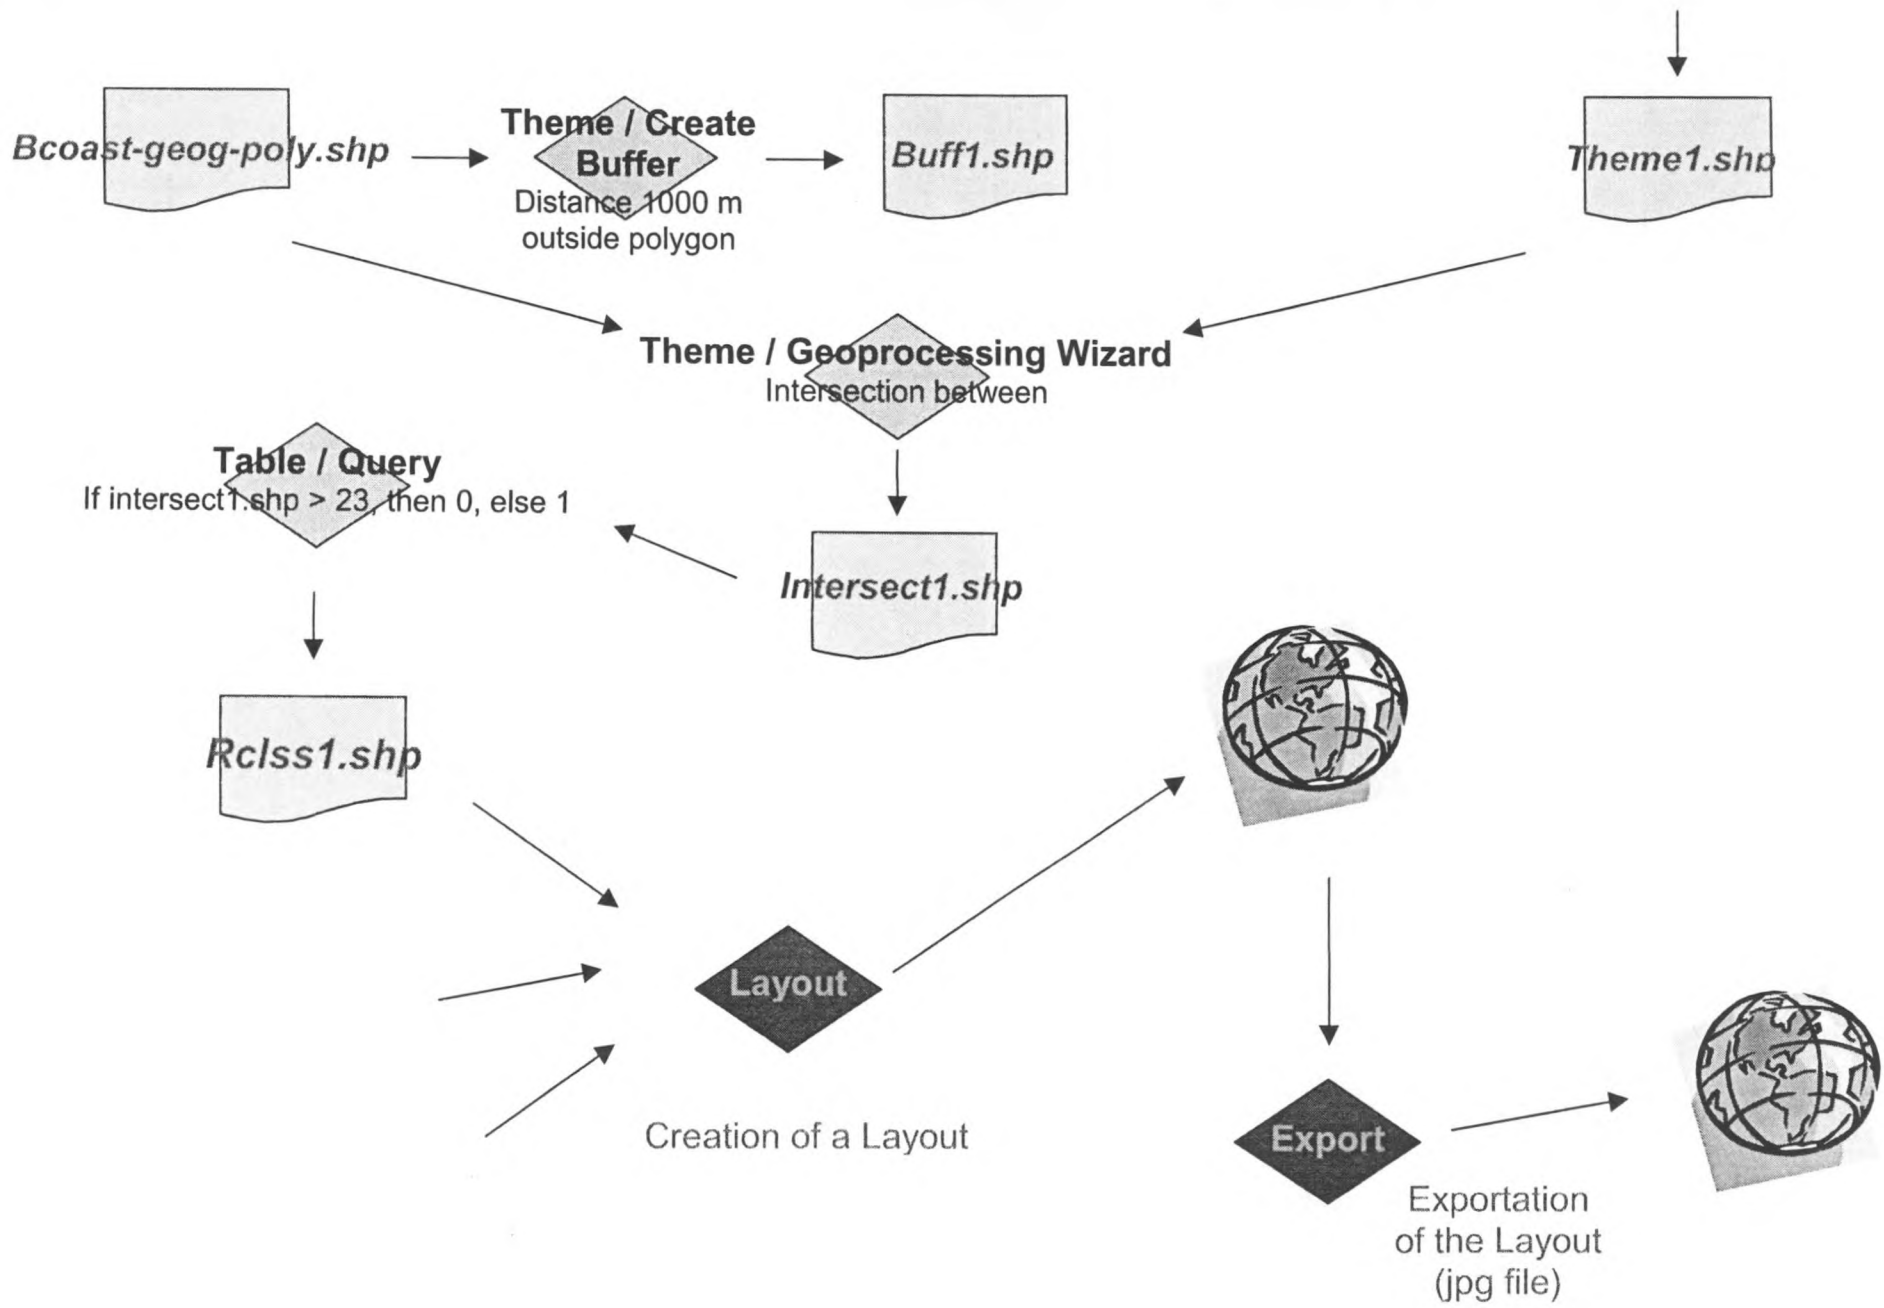 Bcoast-geog-poly.shp
Theme / Create
Buffer
Distance 1000 m
outside polygon
Buff1.shp
Theme1.shp
Theme / Geoprocessing Wizard
Intersection between
Table / Query
If intersect1.shp > 23, then 0, else 1
Intersect1.shp
Rclss1.shp
Layout
Creation of a Layout
Export
Exportation
of the Layout
(jpg file)